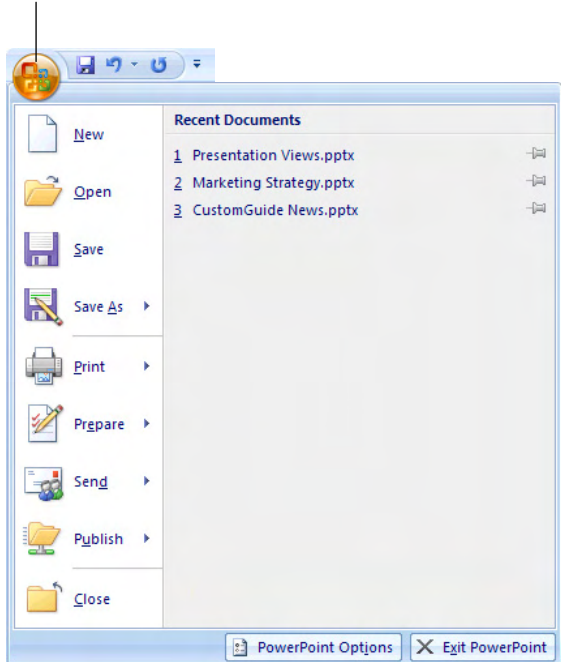 New
Open
Save
Save As
Print
Prepare
Send
Publish
Close
Recent Documents
1 Presentation Views.pptx
2 Marketing Strategy.pptx
3 CustomGuide News.pptx
PowerPoint Options
Exit PowerPoint